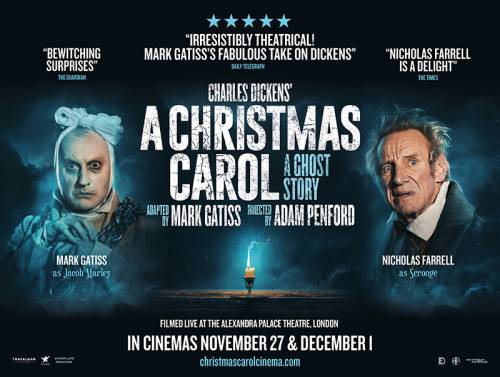 "BEWITCHING
SURPRISES"
THE GUARDIAN
"IRRESISTIBLY THEATRICAL!
MARK GATISS'S FABULOUS TAKE ON DICKENS"
DAILY TELEGRAPH
"NICHOLAS FARRELL
IS A DELIGHT"
THE TIMES
CHARLES DICKENS'
A CHRISTMAS
CAROL A GHOST
STORY
ADAPTED BY MARK GATISS DIRECTED BY ADAM PENFORD
MARK GATISS
as Jacob Marley
NICHOLAS FARRELL
as Scrooge
FILMED LIVE AT THE ALEXANDRA PALACE THEATRE, LONDON
IN CINEMAS NOVEMBER 27 & DECEMBER 1
christmascarolcinema.com
TRAFALGAR